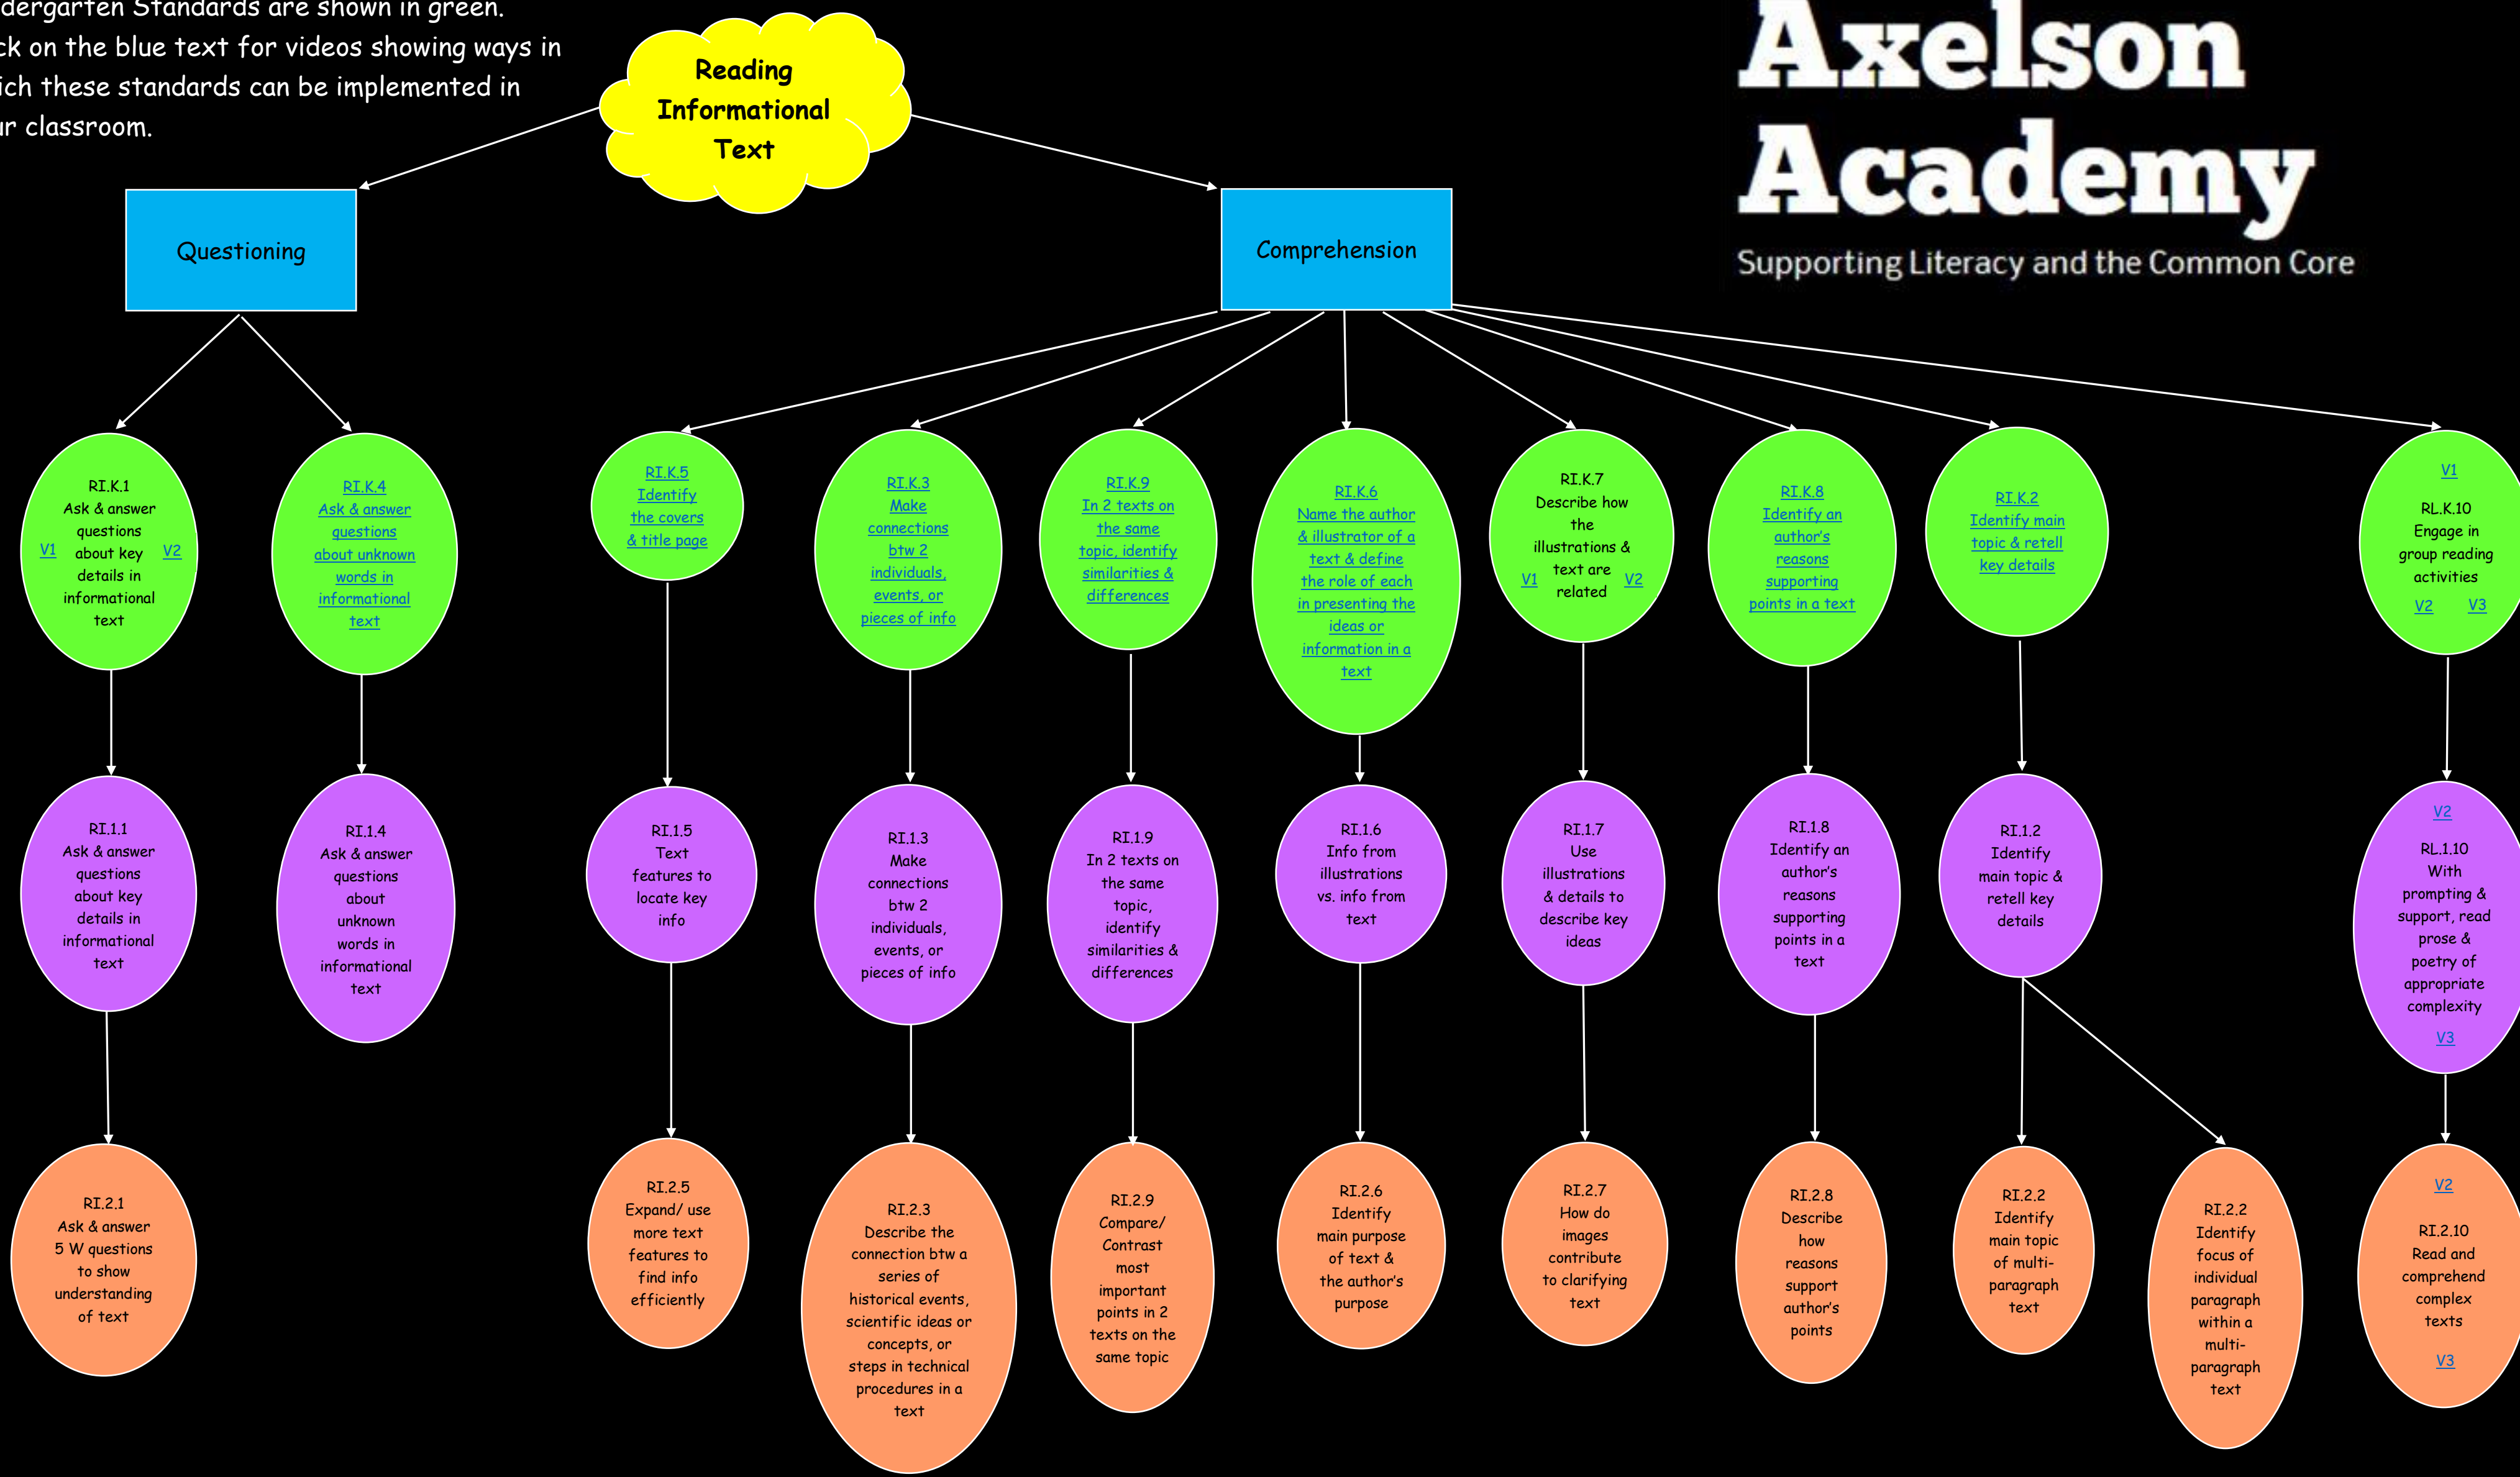 dergarten Standards are shown in green.
ck on the blue text for videos showing ways in
ich these standards can be implemented in
ur classroom.
Reading
Informational
Text
Axelson
Academy
Supporting Literacy and the Common Core
Questioning
Comprehension
RI.K.1
Ask & answer
questions
V1 about key V2
details in
informational
text
RI.K.4
Ask & answer
questions
about unknown
words in
informational
text
RI.K.5
Identify
the covers
& title page
RI.K.3
Make
connections
btw 2
individuals,
events, or
pieces of info
RI.K.9
In 2 texts on
the same
topic, identify
similarities &
differences
RI.K.6
Name the author
& illustrator of a
text & define
the role of each
in presenting the
ideas or
information in a
text
RI.K.7
Describe how
the
illustrations &
V1 text are V2
related
RI.K.8
Identify an
author's
reasons
supporting
points in a text
RI.K.2
Identify main
topic & retell
key details
V1
RL.K.10
Engage in
group reading
activities
V2 V3
RI.1.1
Ask & answer
questions
about key
details in
informational
text
RI.1.4
Ask & answer
questions
about
unknown
words in
informational
text
RI.1.5
Text
features to
locate key
info
RI.1.3
Make
connections
btw 2
individuals,
events, or
pieces of info
RI.1.9
In 2 texts on
the same
topic,
identify
similarities &
differences
RI.1.6
Info from
illustrations
vs. info from
text
RI.1.7
Use
illustrations
& details to
describe key
ideas
RI.1.8
Identify an
author's
reasons
supporting
points in a
text
RI.1.2
Identify
main topic &
retell key
details
V2
RL.1.10
With
prompting &
support, read
prose &
poetry of
appropriate
complexity
V3
RI.2.1
Ask & answer
5 W questions
to show
understanding
of text
RI.2.5
Expand/ use
more text
features to
find info
efficiently
RI.2.3
Describe the
connection btw a
series of
historical events,
scientific ideas or
concepts, or
steps in technical
procedures in a
text
RI.2.9
Compare/
Contrast
most
important
points in 2
texts on the
same topic
RI.2.6
Identify
main purpose
of text &
the author's
purpose
RI.2.7
How do
images
contribute
to clarifying
text
RI.2.8
Describe
how
reasons
support
author's
points
RI.2.2
Identify
main topic
of multi-
paragraph
text
RI.2.2
Identify
focus of
individual
paragraph
within a
multi-
paragraph
text
V2
RI.2.10
Read and
comprehend
complex
texts
V3